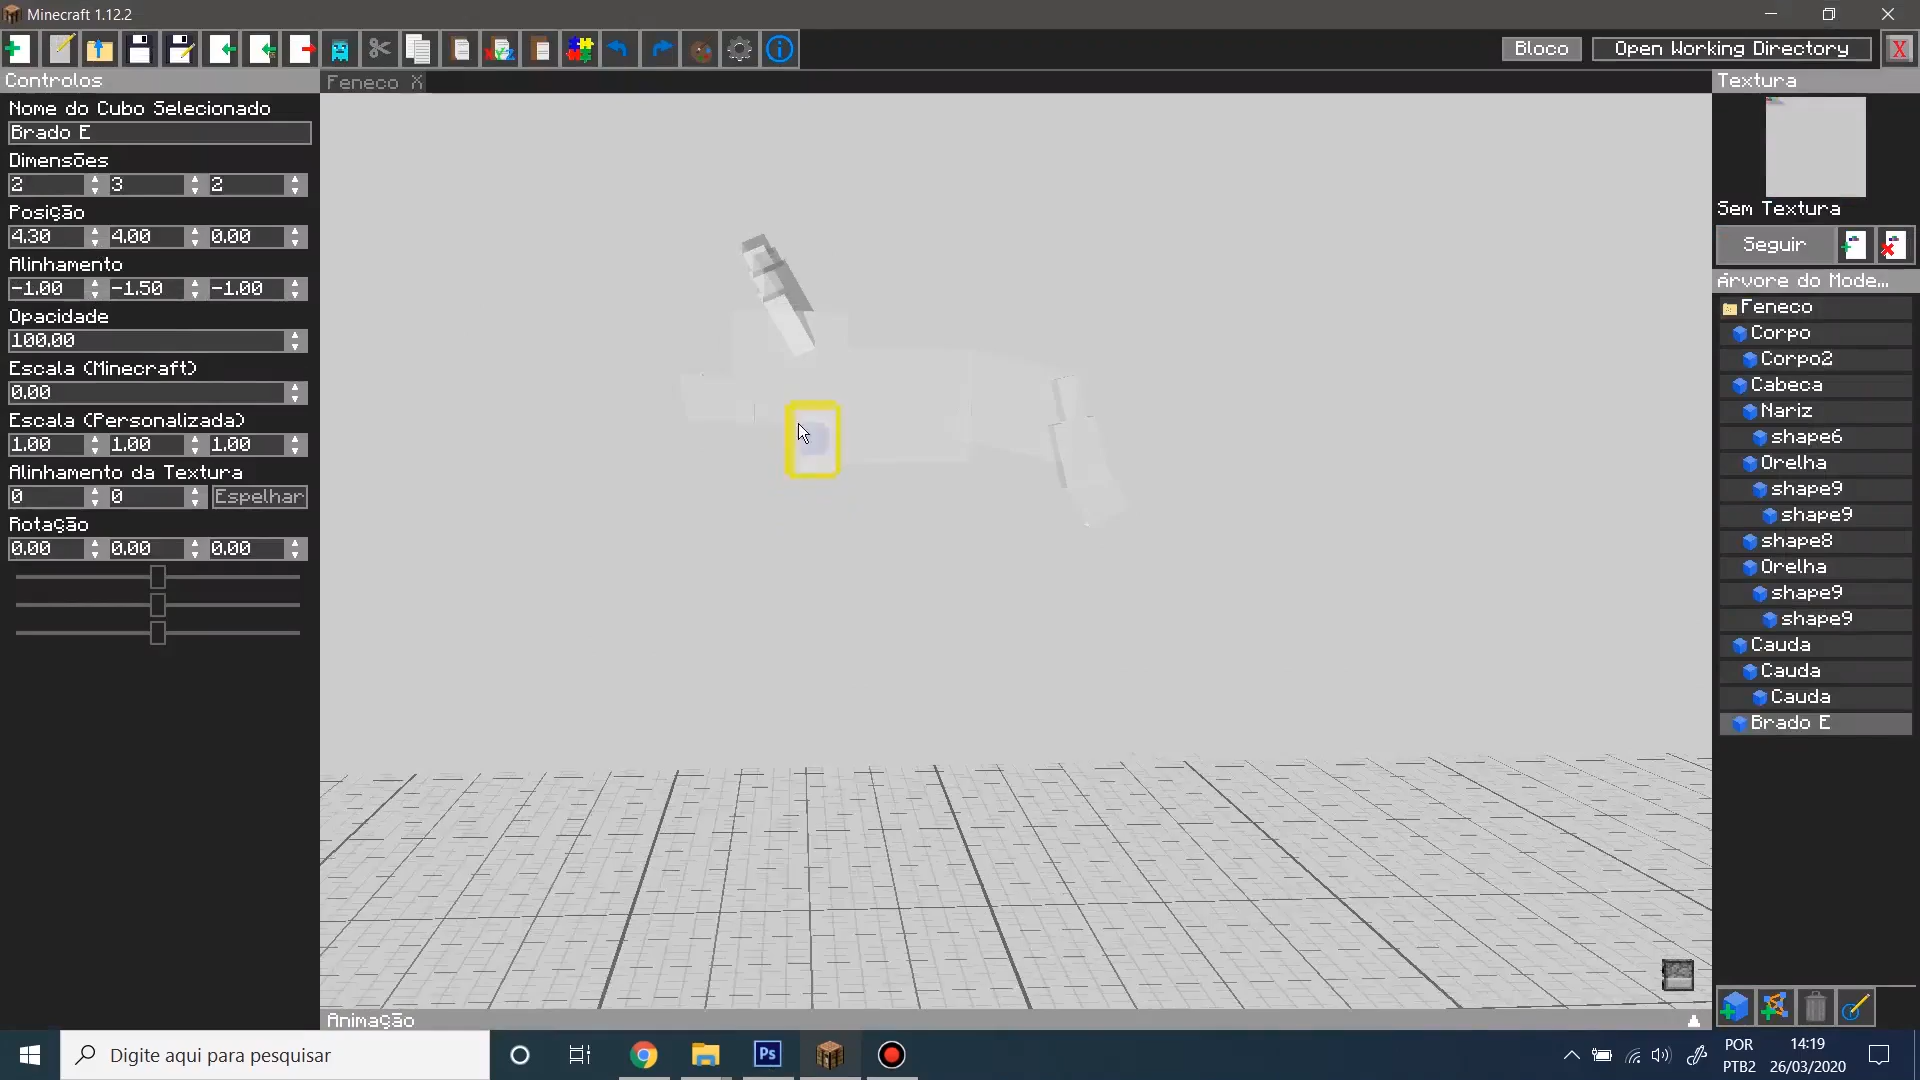 Minecraft 1.12.2
Bloco
Open Working Directory
X
Controlos
Feneco X
Textura
Nome do Cubo Selecionado
Brado E
Dimensões
2 3 2
Posição
4.30 4.00 0.00
Alinhamento
-1.00 -1.50 -1.00
Opacidade
100.00
Escala (Minecraft)
0.00
Escala (Personalizada)
1.00 1.00 1.00
Alinhamento da Textura
0 0 Espelhar
Rotação
0.00 0.00 0.00
Sem Textura
Seguir
Árvore do Mode...
Feneco
Corpo
Corpo2
Cabeca
Nariz
shape6
Orelha
shape9
shape9
shape8
Orelha
shape9
shape9
Cauda
Cauda
Cauda
Brado E
Animação
Digite aqui para pesquisar
Ps
POR
PTB2
14:19
26/03/2020